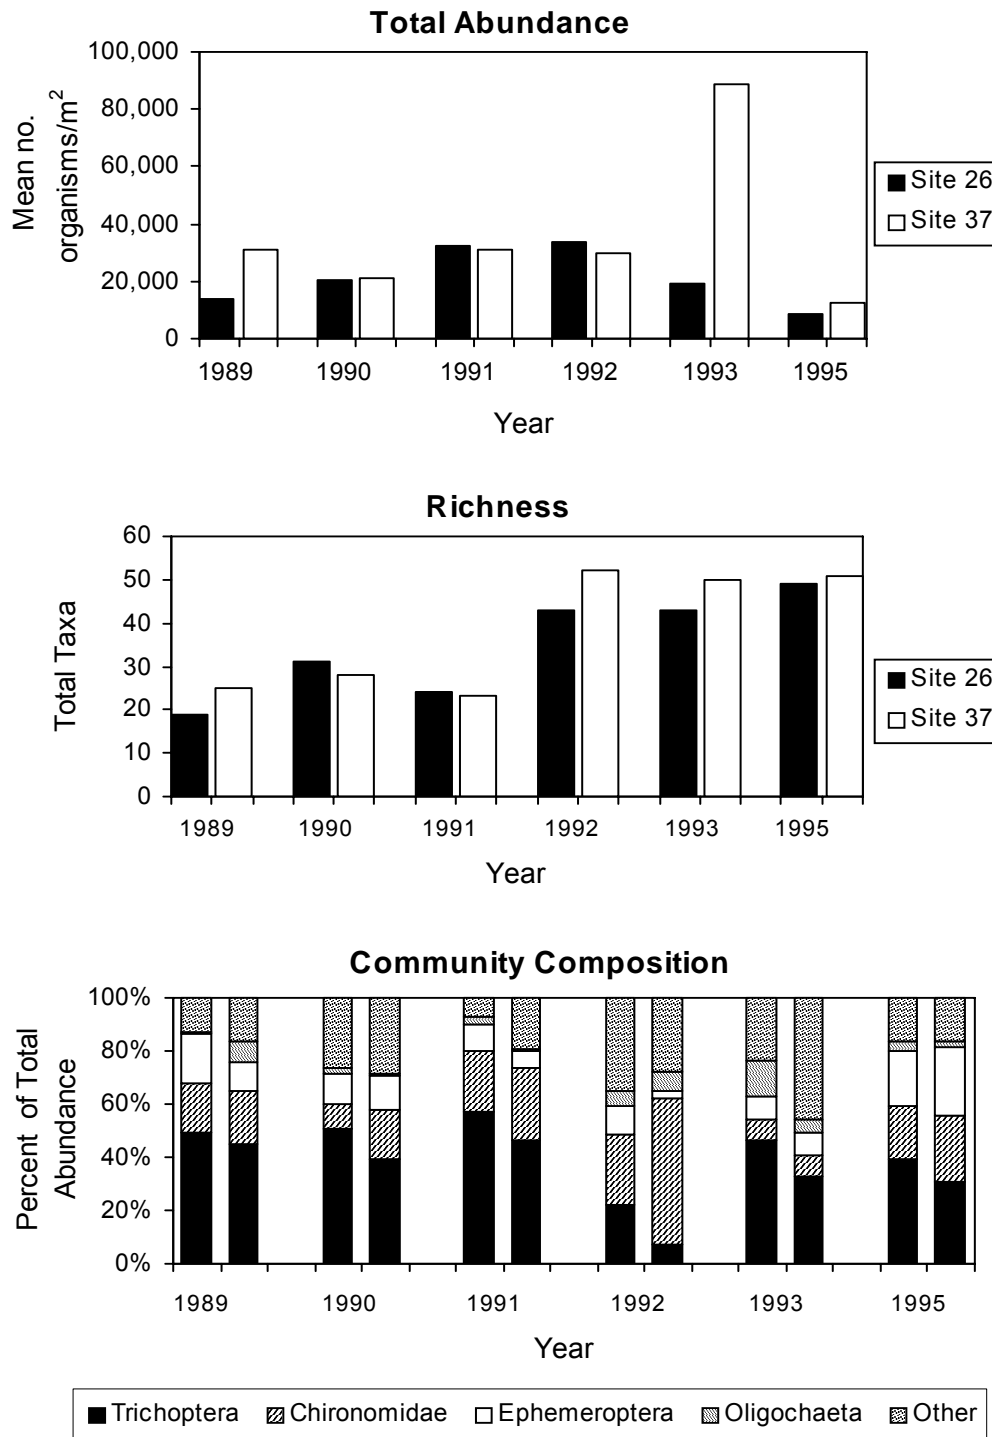 Total Abundance
Mean no.
organisms/m²
100,000
80,000
60,000
40,000
20,000
0
1989 1990 1991 1992 1993 1995
Year
Site 26
Site 37
Richness
Total Taxa
60
50
40
30
20
10
0
1989 1990 1991 1992 1993 1995
Year
Site 26
Site 37
Community Composition
Percent of Total
Abundance
100%
80%
60%
40%
20%
0%
1989 1990 1991 1992 1993 1995
Year
Trichoptera Chironomidae Ephemeroptera Oligochaeta Other